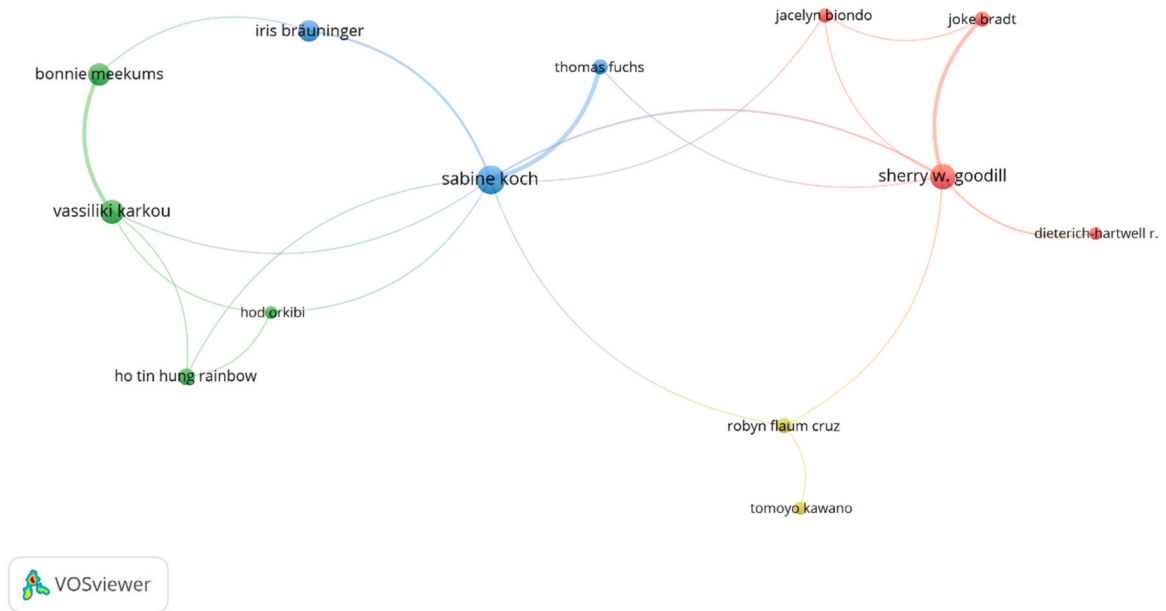 jacelyn biondo
joke bradt
iris bräuninger
thomas fuchs
bonnie meekums
sabine koch
sherry w. goodill
vassiliki karkou
dieterich-hartwell r.
hod orkibi
ho tin hung rainbow
robyn flaum cruz
tomoyo kawano
VOSviewer